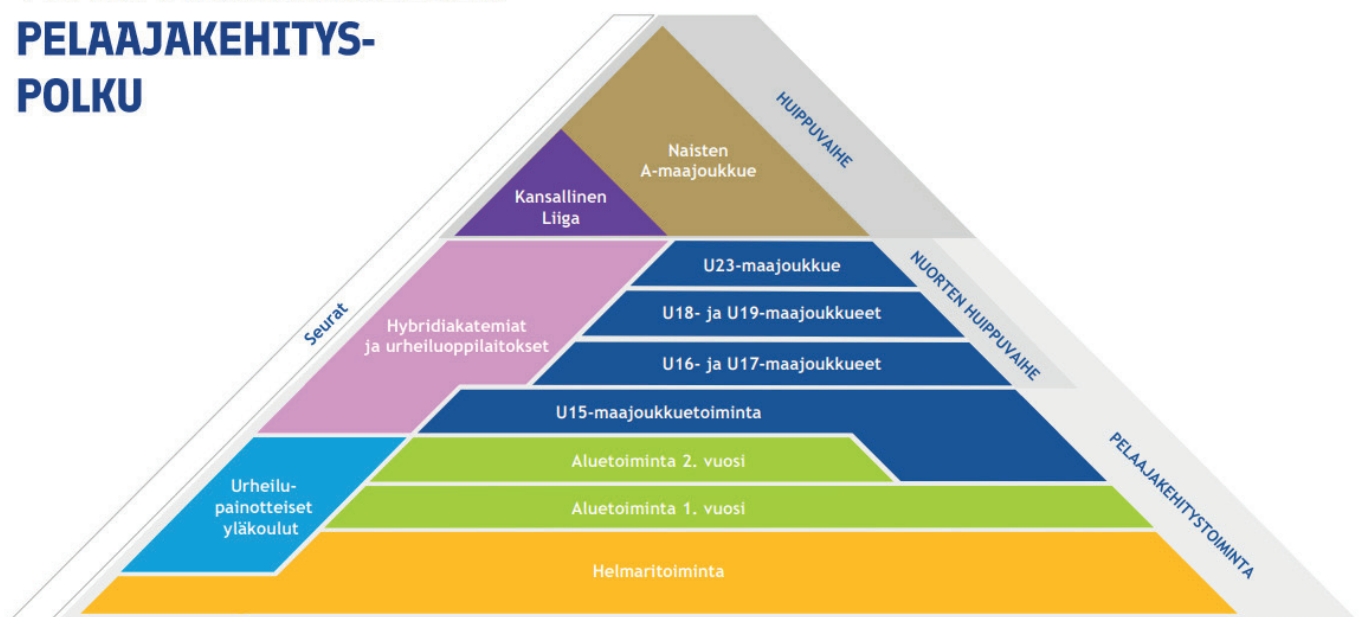 PELAAJAKEHITYS-
POLKU
HUIPPUVAIHE
Naisten
A-maajoukkue
Kansallinen
Liiga
Seurat
U23-maajoukkue
NUORTEN HUIPPUVAIHE
Hybridiakatemiat
ja urheiluoppilaitokset
U18- ja U19-maajoukkueet
U16- ja U17-maajoukkueet
U15-maajoukkuetoiminta
PELAAJAKEHITYSTOIMINTA
Aluetoiminta 2. vuosi
Urheilu-
painotteiset
yläkoulut
Aluetoiminta 1. vuosi
Helmaritoiminta